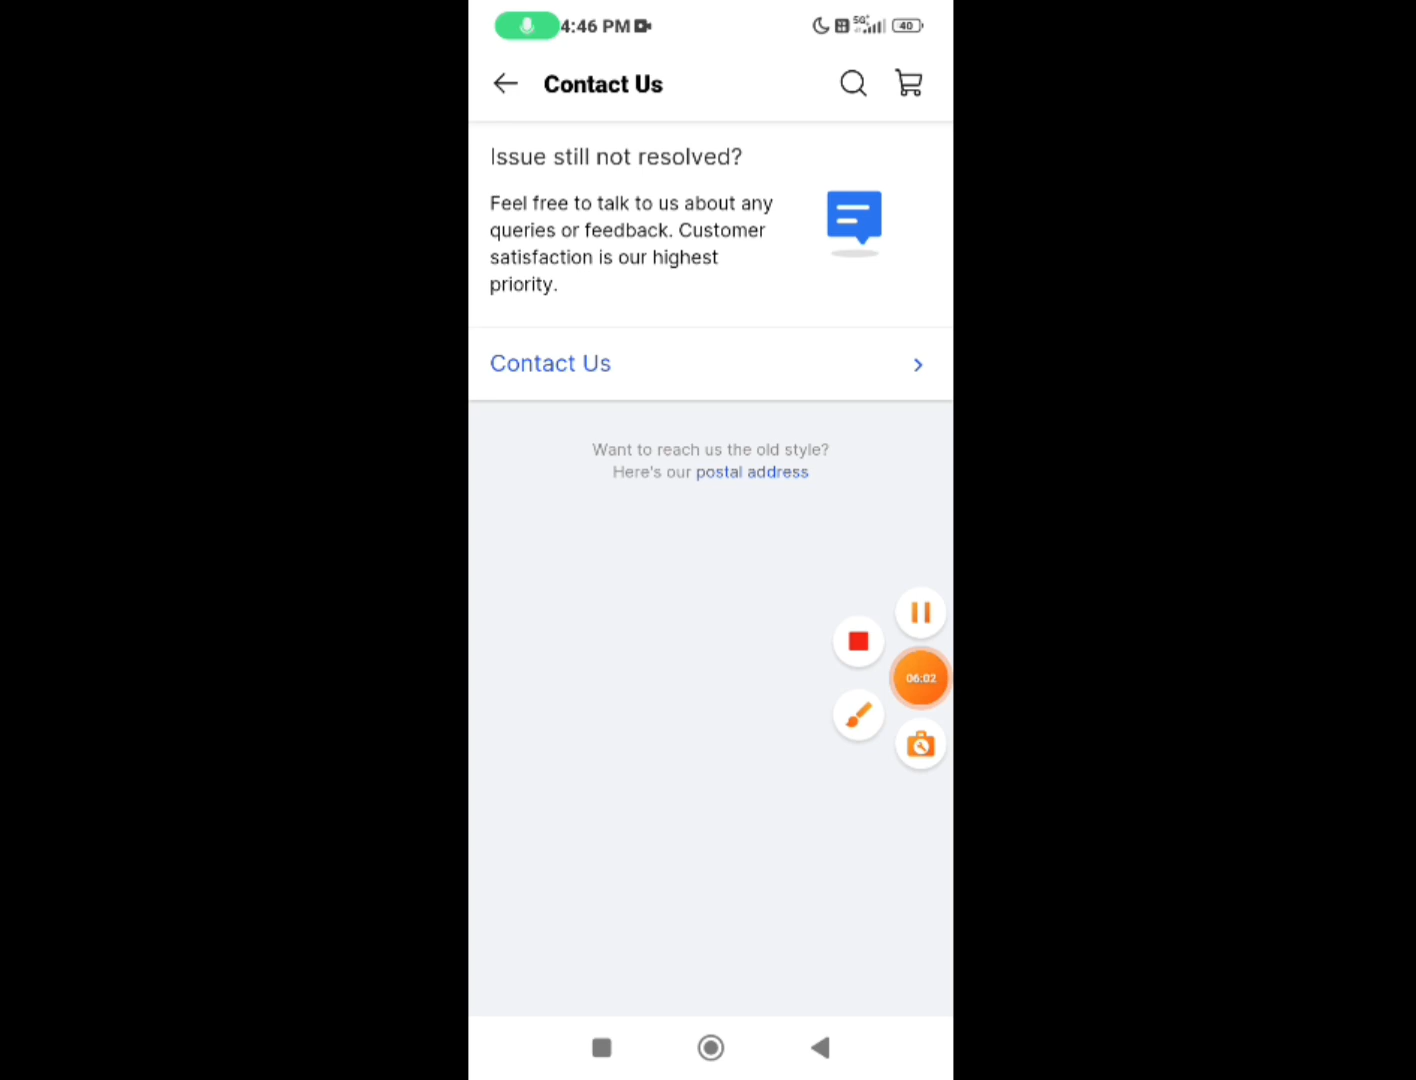 4:46 PM
5G+
40
Contact Us
Issue still not resolved?
Feel free to talk to us about any
queries or feedback. Customer
satisfaction is our highest
priority.
Contact Us
Want to reach us the old style?
Here's our postal address
06:02